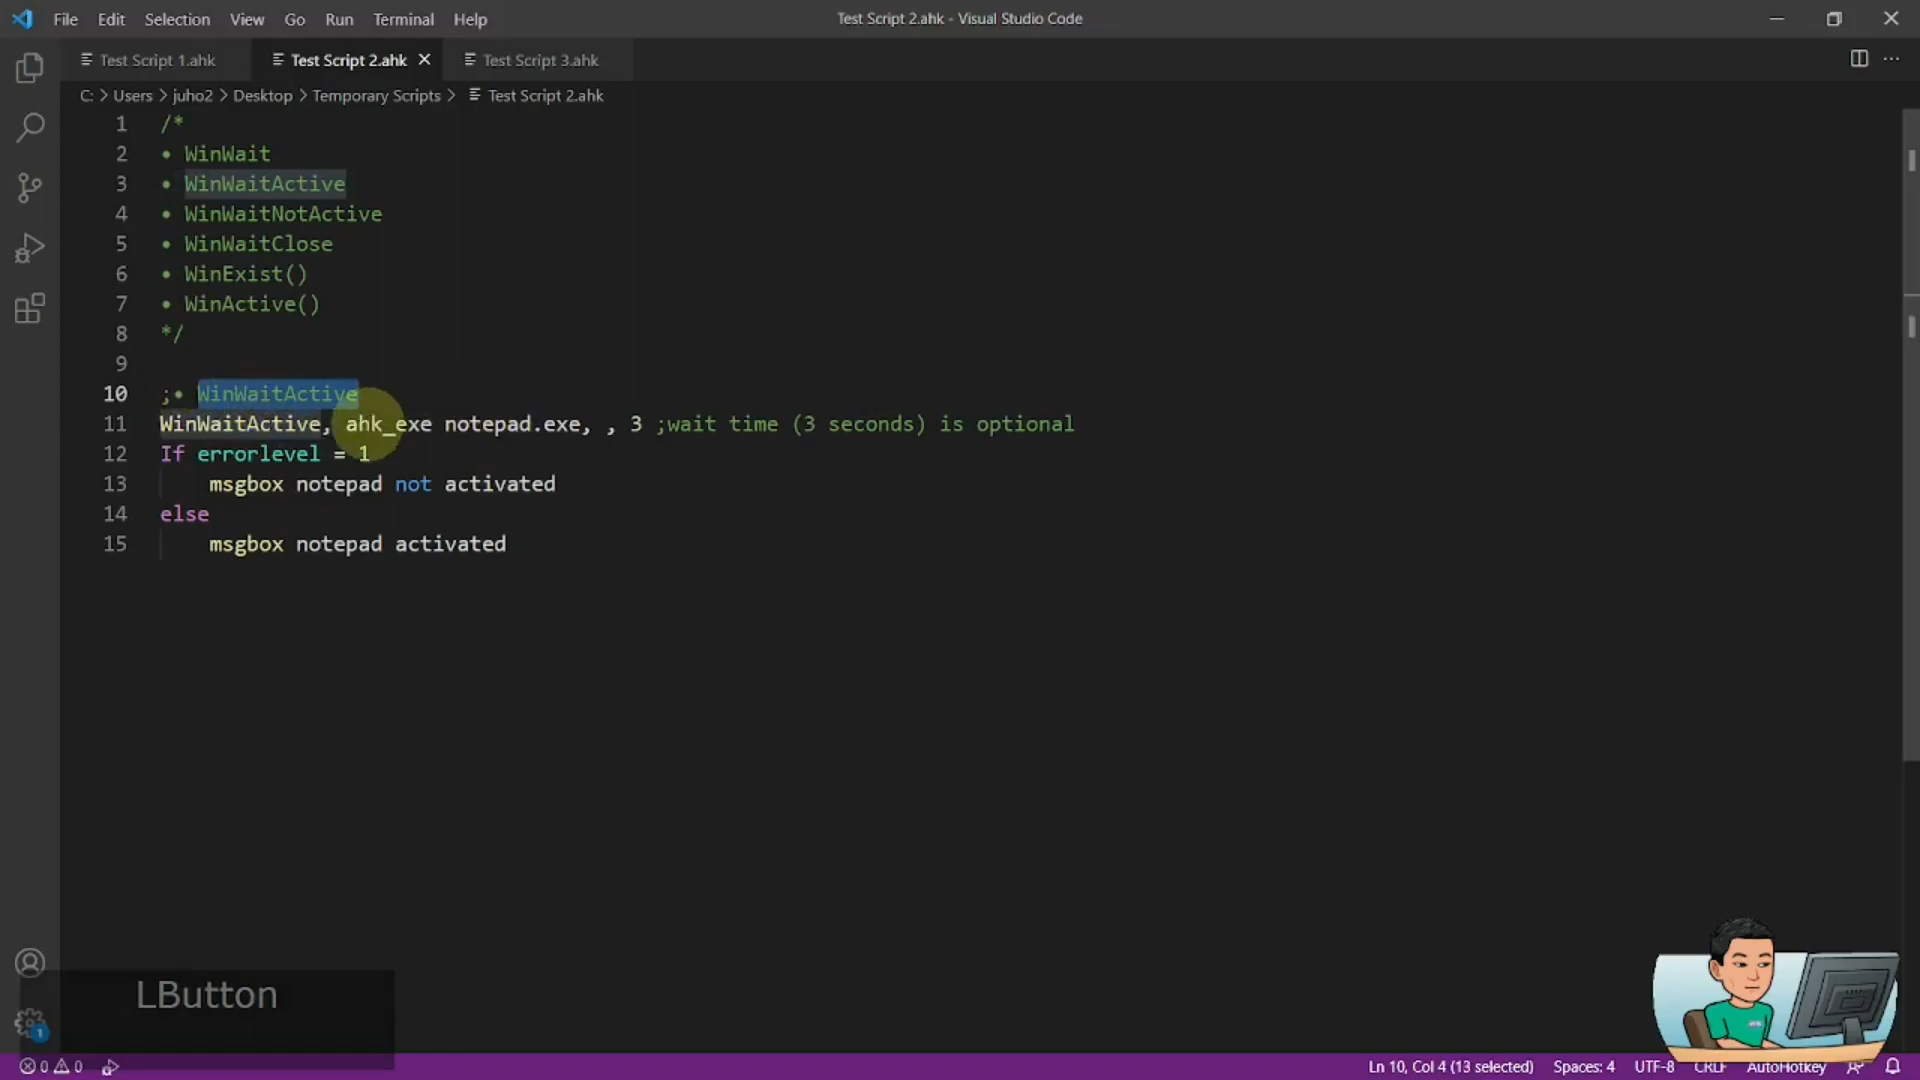 File Edit Selection View Go Run Terminal Help
Test Script 2.ahk - Visual Studio Code
Test Script 1.ahk
Test Script 2.ahk
Test Script 3.ahk
C: > Users > juho2 > Desktop > Temporary Scripts > Test Script 2.ahk
1 /*
2 • WinWait
3 • WinWaitActive
4 • WinWaitNotActive
5 • WinWaitClose
6 • WinExist()
7 • WinActive()
8 */
9
10 ;• WinWaitActive
11 WinWaitActive, ahk_exe notepad.exe, , 3 ;wait time (3 seconds) is optional
12 If errorlevel = 1
13 msgbox notepad not activated
14 else
15 msgbox notepad activated
LButton
1
0 0
Ln 10, Col 4 (13 selected) Spaces: 4 UTF-8 CRLF AutoHotkey